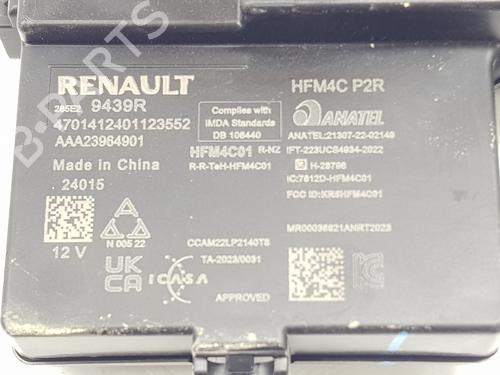 RENAULT
285E2 9439R
4701412401123552
AAA23964901
Made in China
24015
12 V
N 005 22
UK
CA
Complies with
IMDA Standards
DB 106440
HFM4C01 R-NZ
R-R-TeH-HFM4C01
CCAM22LP2140T8
TA-2023/0031
ICASA
APPROVED
HFM4C P2R
ANATEL
ANATEL:21307-22-02149
IFT-223UC84934-2022
H-28796
IC:7812D-HFM4C01
FCC ID:KR5HFM4C01
MR00036821ANRT2023
B-PARTS